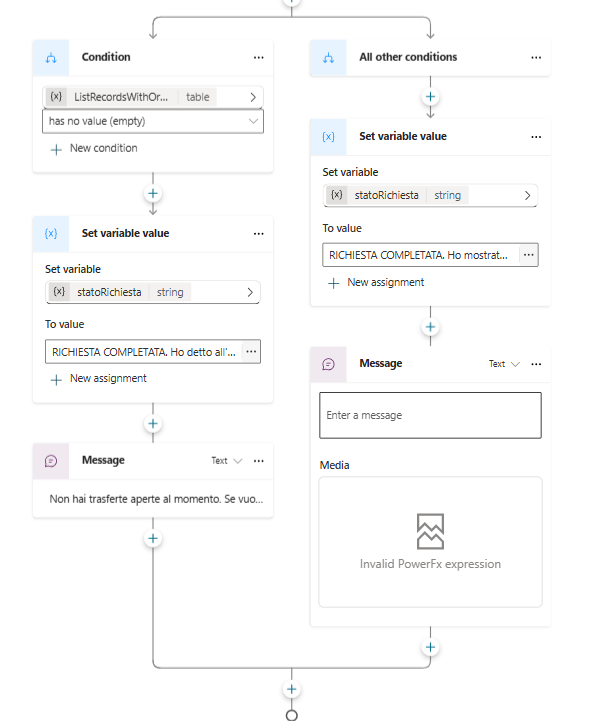 Condition
{x} ListRecordsWithOr... table
has no value (empty)
New condition
Set variable value
Set variable
{x} statoRichiesta string
To value
RICHIESTA COMPLETATA. Ho detto all'...
New assignment
Message Text
Non hai trasferte aperte al momento. Se vuo...
All other conditions
{x} Set variable value
Set variable
{x} statoRichiesta string
To value
RICHIESTA COMPLETATA. Ho mostrat...
New assignment
Message Text
Enter a message
Media
Invalid PowerFx expression